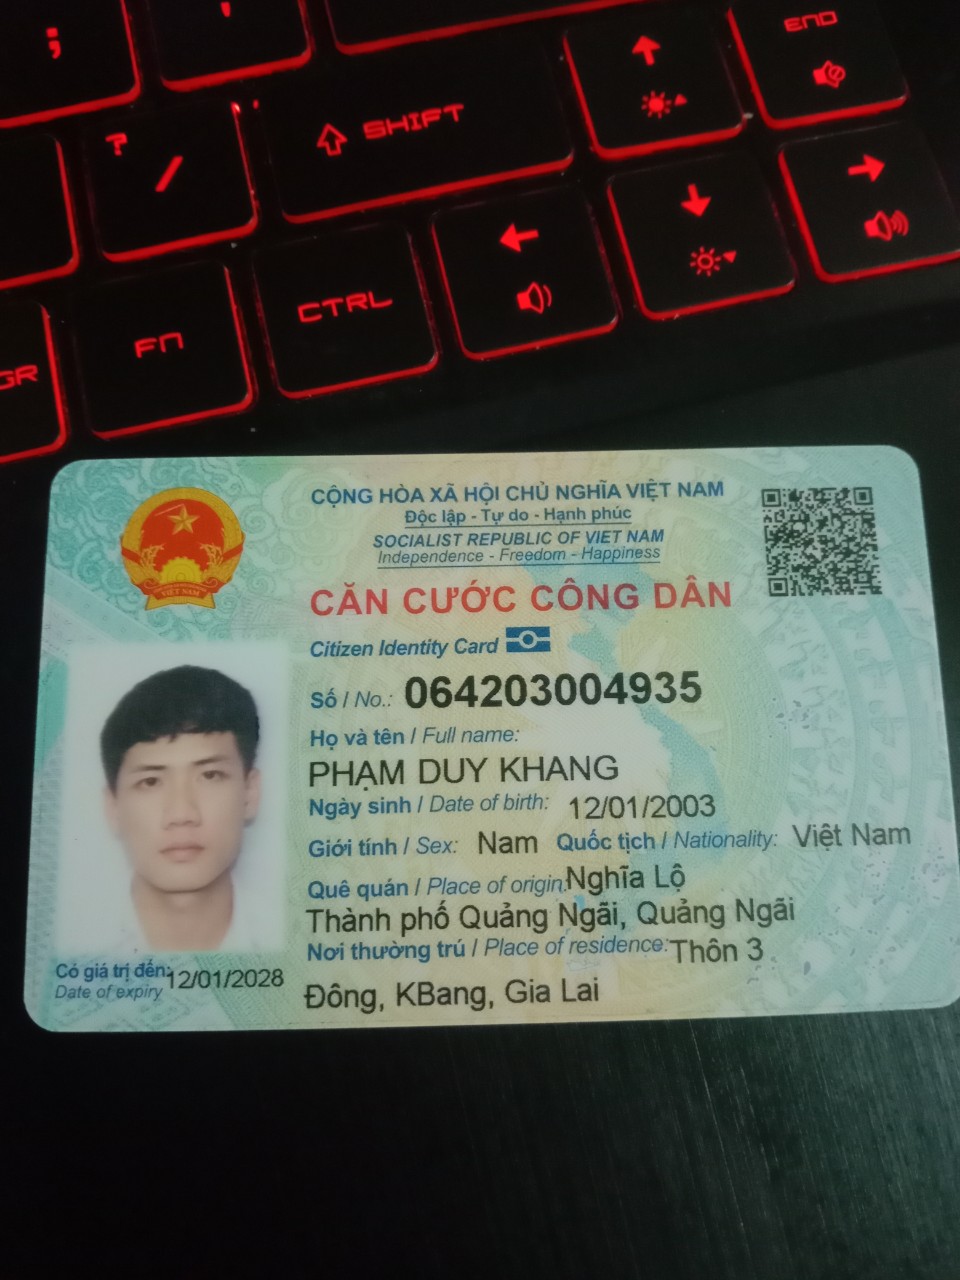 ;
'
END
?
/
SHIFT
GR
FN
CTRL
CỘNG HÒA XÃ HỘI CHỦ NGHĨA VIỆT NAM
Độc lập - Tự do - Hạnh phúc
SOCIALIST REPUBLIC OF VIET NAM
Independence - Freedom - Happiness
CĂN CƯỚC CÔNG DÂN
Citizen Identity Card
Số / No.: 064203004935
Họ và tên / Full name:
PHẠM DUY KHANG
Ngày sinh / Date of birth: 12/01/2003
Giới tính / Sex: Nam Quốc tịch / Nationality: Việt Nam
Quê quán / Place of origin: Nghĩa Lộ
Thành phố Quảng Ngãi, Quảng Ngãi
Nơi thường trú / Place of residence: Thôn 3
Đông, KBang, Gia Lai
Có giá trị đến: 12/01/2028
Date of expiry
VIỆT NAM